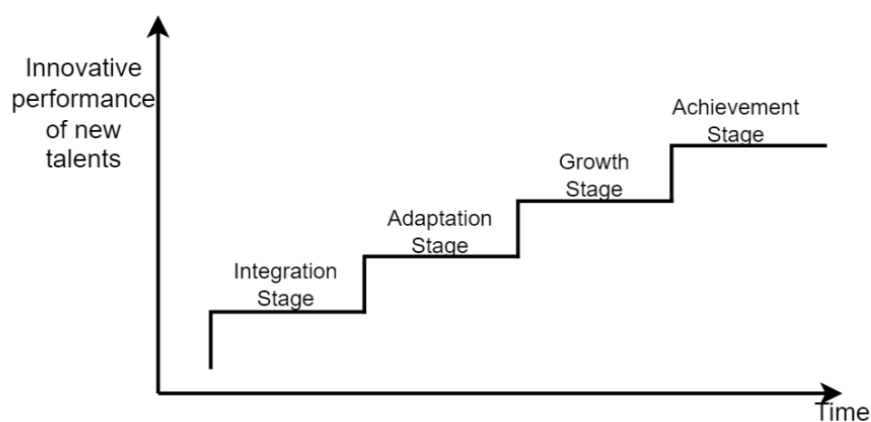 Innovative
performance
of new
talents
Achievement
Stage
Growth
Stage
Adaptation
Stage
Integration
Stage
Time